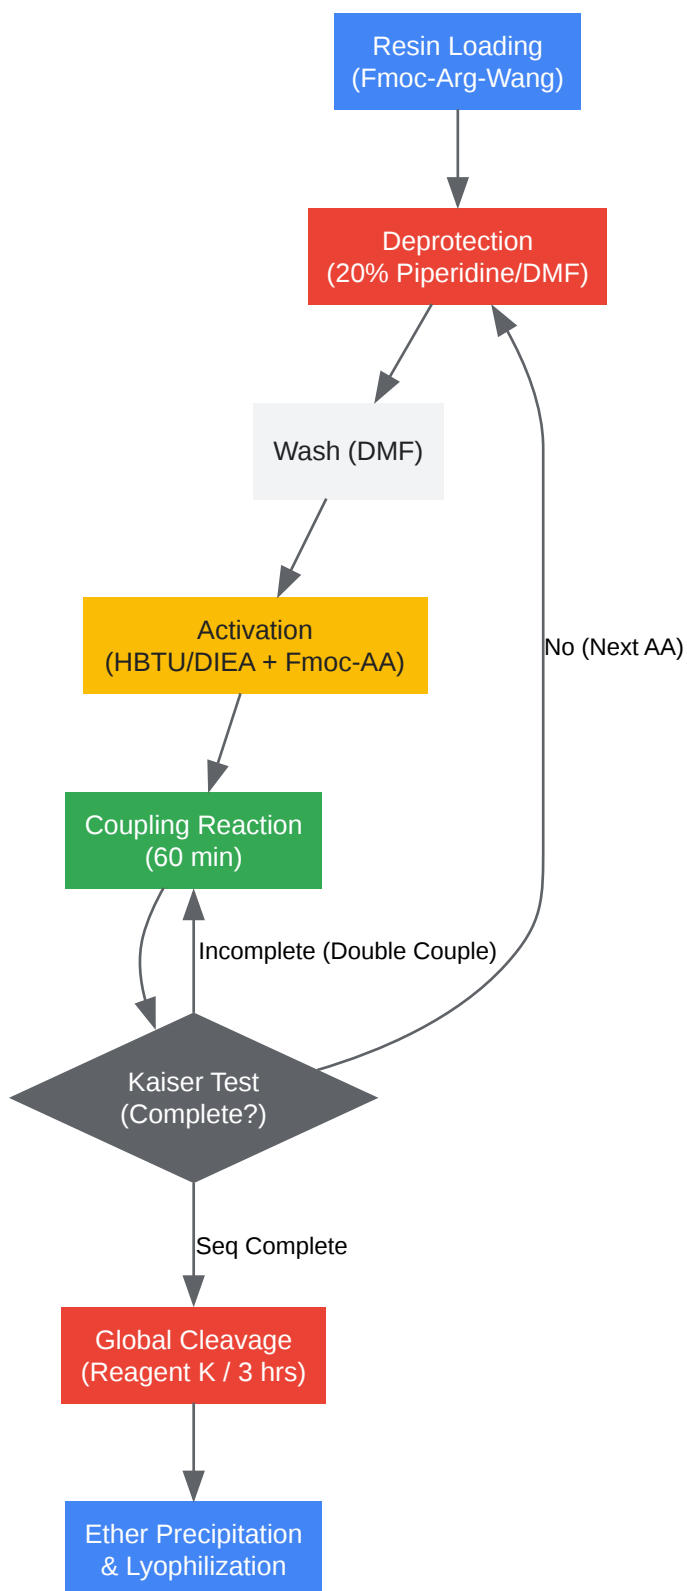 Resin Loading
(Fmoc-Arg-Wang)
Deprotection
(20% Piperidine/DMF)
Wash (DMF)
Activation
(HBTU/DIEA + Fmoc-AA)
No (Next AA)
Coupling Reaction
(60 min)
Incomplete (Double Couple)
Kaiser Test
(Complete?)
Seq Complete
Global Cleavage
(Reagent K / 3 hrs)
Ether Precipitation
& Lyophilization